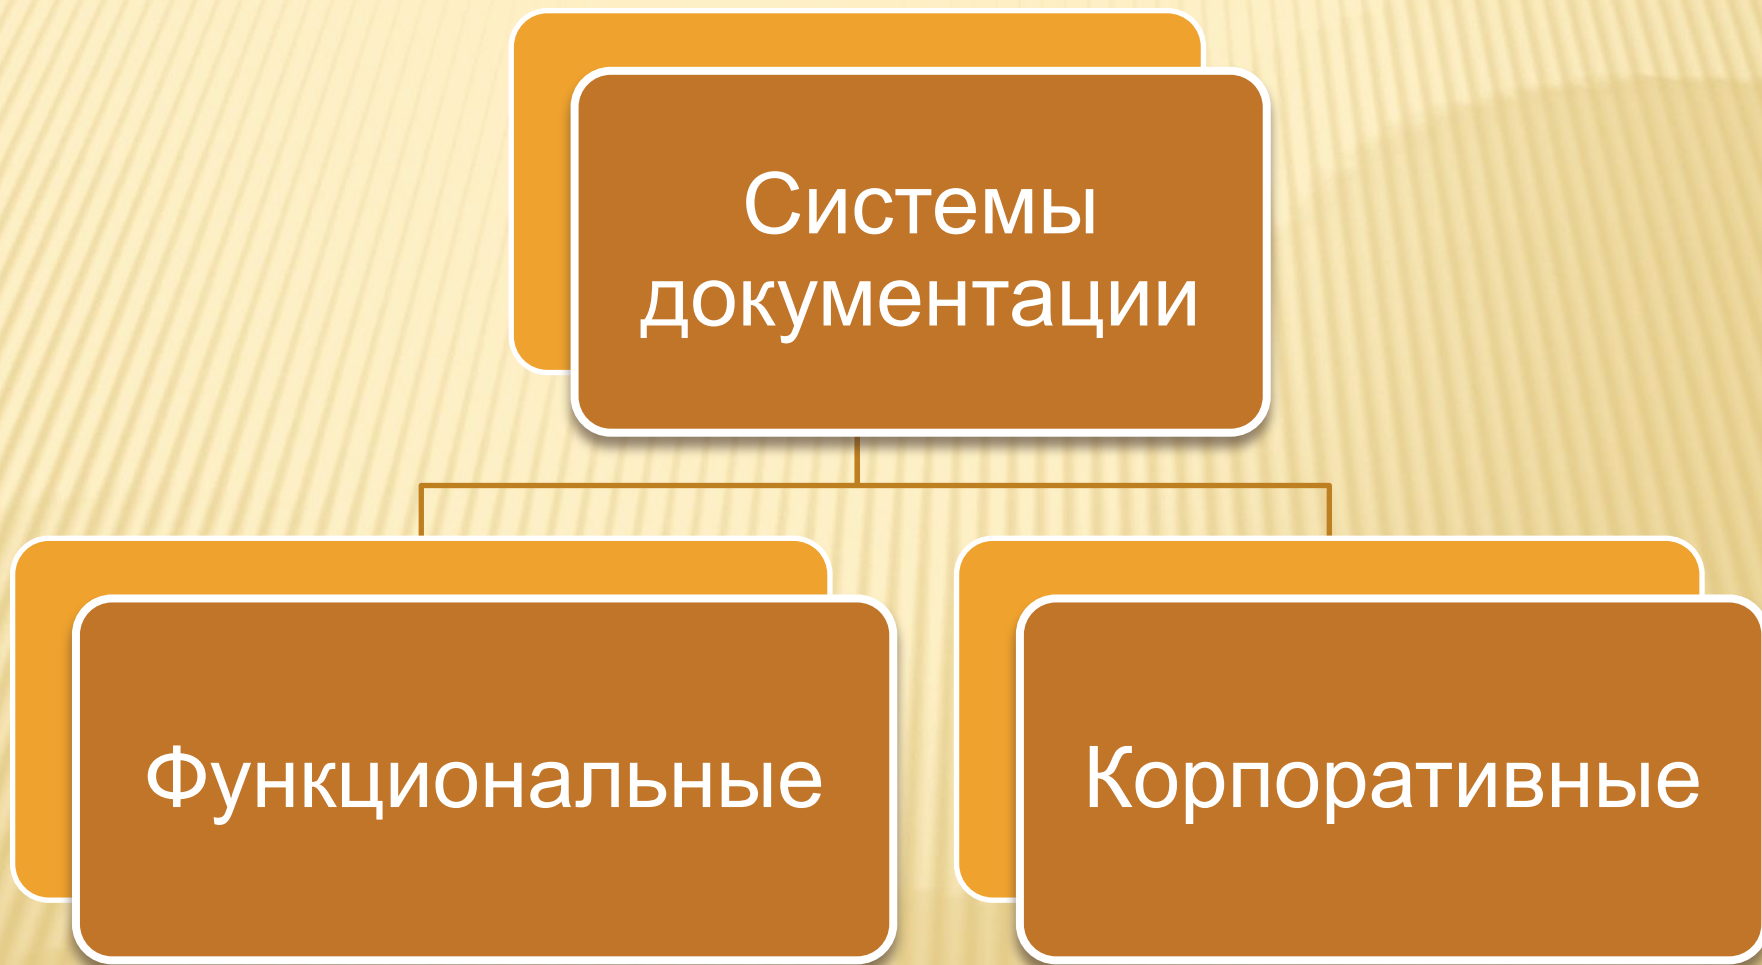 Системы
документации
Функциональные
Корпоративные